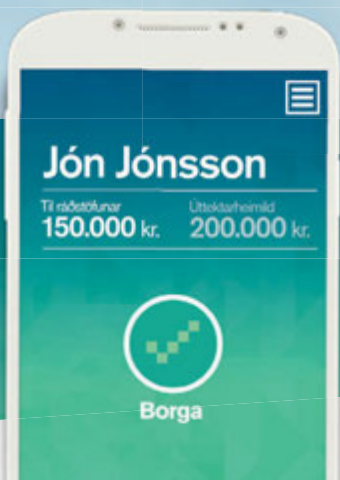 Jón Jónsson
Til ráðstöfunar Úttektarheimild
150.000 kr. 200.000 kr.
Borga